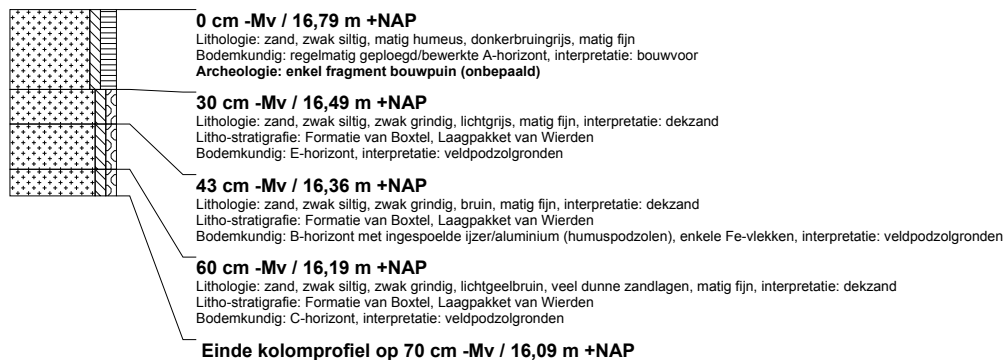 0 cm -Mv / 16,79 m +NAP
Lithologie: zand, zwak siltig, matig humeus, donkerbruingrijs, matig fijn
Bodemkundig: regelmatig geploegd/bewerkte A-horizont, interpretatie: bouwvoor
Archeologie: enkel fragment bouwpuin (onbepaald)
30 cm -Mv / 16,49 m +NAP
Lithologie: zand, zwak siltig, zwak grindig, lichtgrijs, matig fijn, interpretatie: dekzand
Litho-stratigrafie: Formatie van Boxtel, Laagpakket van Wierden
Bodemkundig: E-horizont, interpretatie: veldpodzolgronden
43 cm -Mv / 16,36 m +NAP
Lithologie: zand, zwak siltig, zwak grindig, bruin, matig fijn, interpretatie: dekzand
Litho-stratigrafie: Formatie van Boxtel, Laagpakket van Wierden
Bodemkundig: B-horizont met ingespoelde ijzer/aluminium (humuspodzolen), enkele Fe-vlekken, interpretatie: veldpodzolgronden
60 cm -Mv / 16,19 m +NAP
Lithologie: zand, zwak siltig, zwak grindig, lichtgeelbruin, veel dunne zandlagen, matig fijn, interpretatie: dekzand
Litho-stratigrafie: Formatie van Boxtel, Laagpakket van Wierden
Bodemkundig: C-horizont, interpretatie: veldpodzolgronden
Einde kolomprofiel op 70 cm -Mv / 16,09 m +NAP